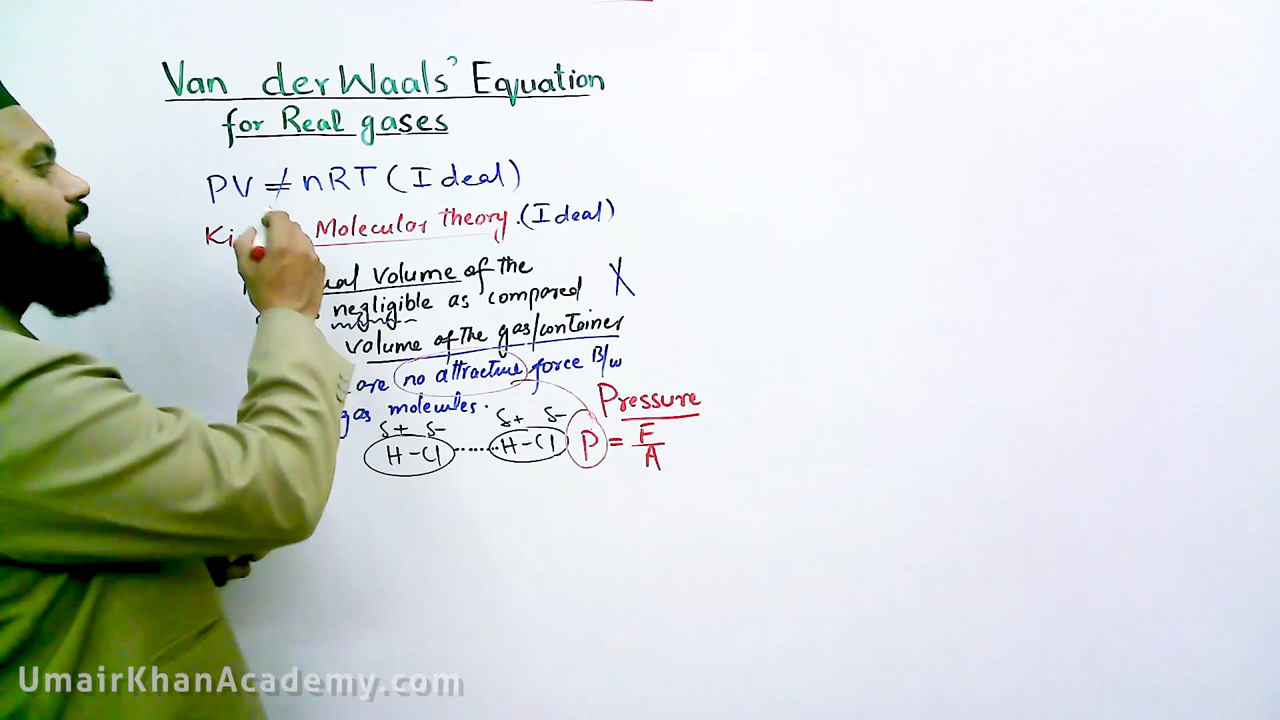 Van der Waals' Equation
for Real gases
PV ≠ nRT (Ideal)
Ki Molecular theory. (Ideal)
volume of the
negligible as compared X
volume of the gas/container
are no attractive force B/w
gas molecules.
Pressure
δ+ δ- δ+ δ-
H-Cl ...... H-Cl P = F/A
UmairKhanAcademy.com